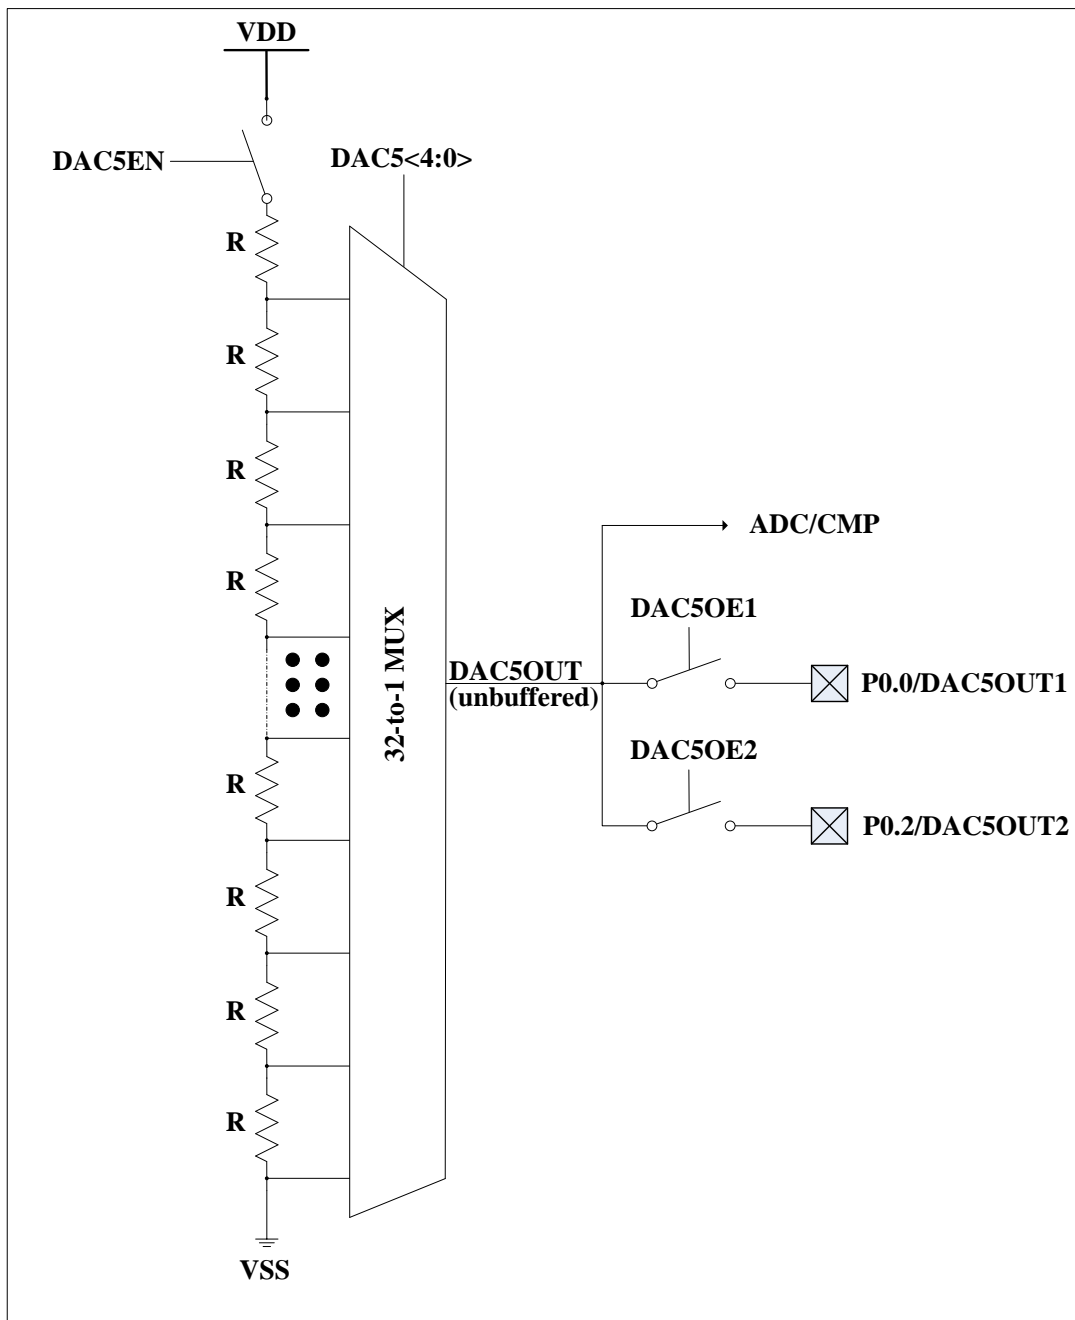 VDD
DAC5EN
DAC5<4:0>
R
R
R
R
R
R
R
R
32-to-1 MUX
DAC5OUT
(unbuffered)
ADC/CMP
DAC5OE1
P0.0/DAC5OUT1
DAC5OE2
P0.2/DAC5OUT2
VSS